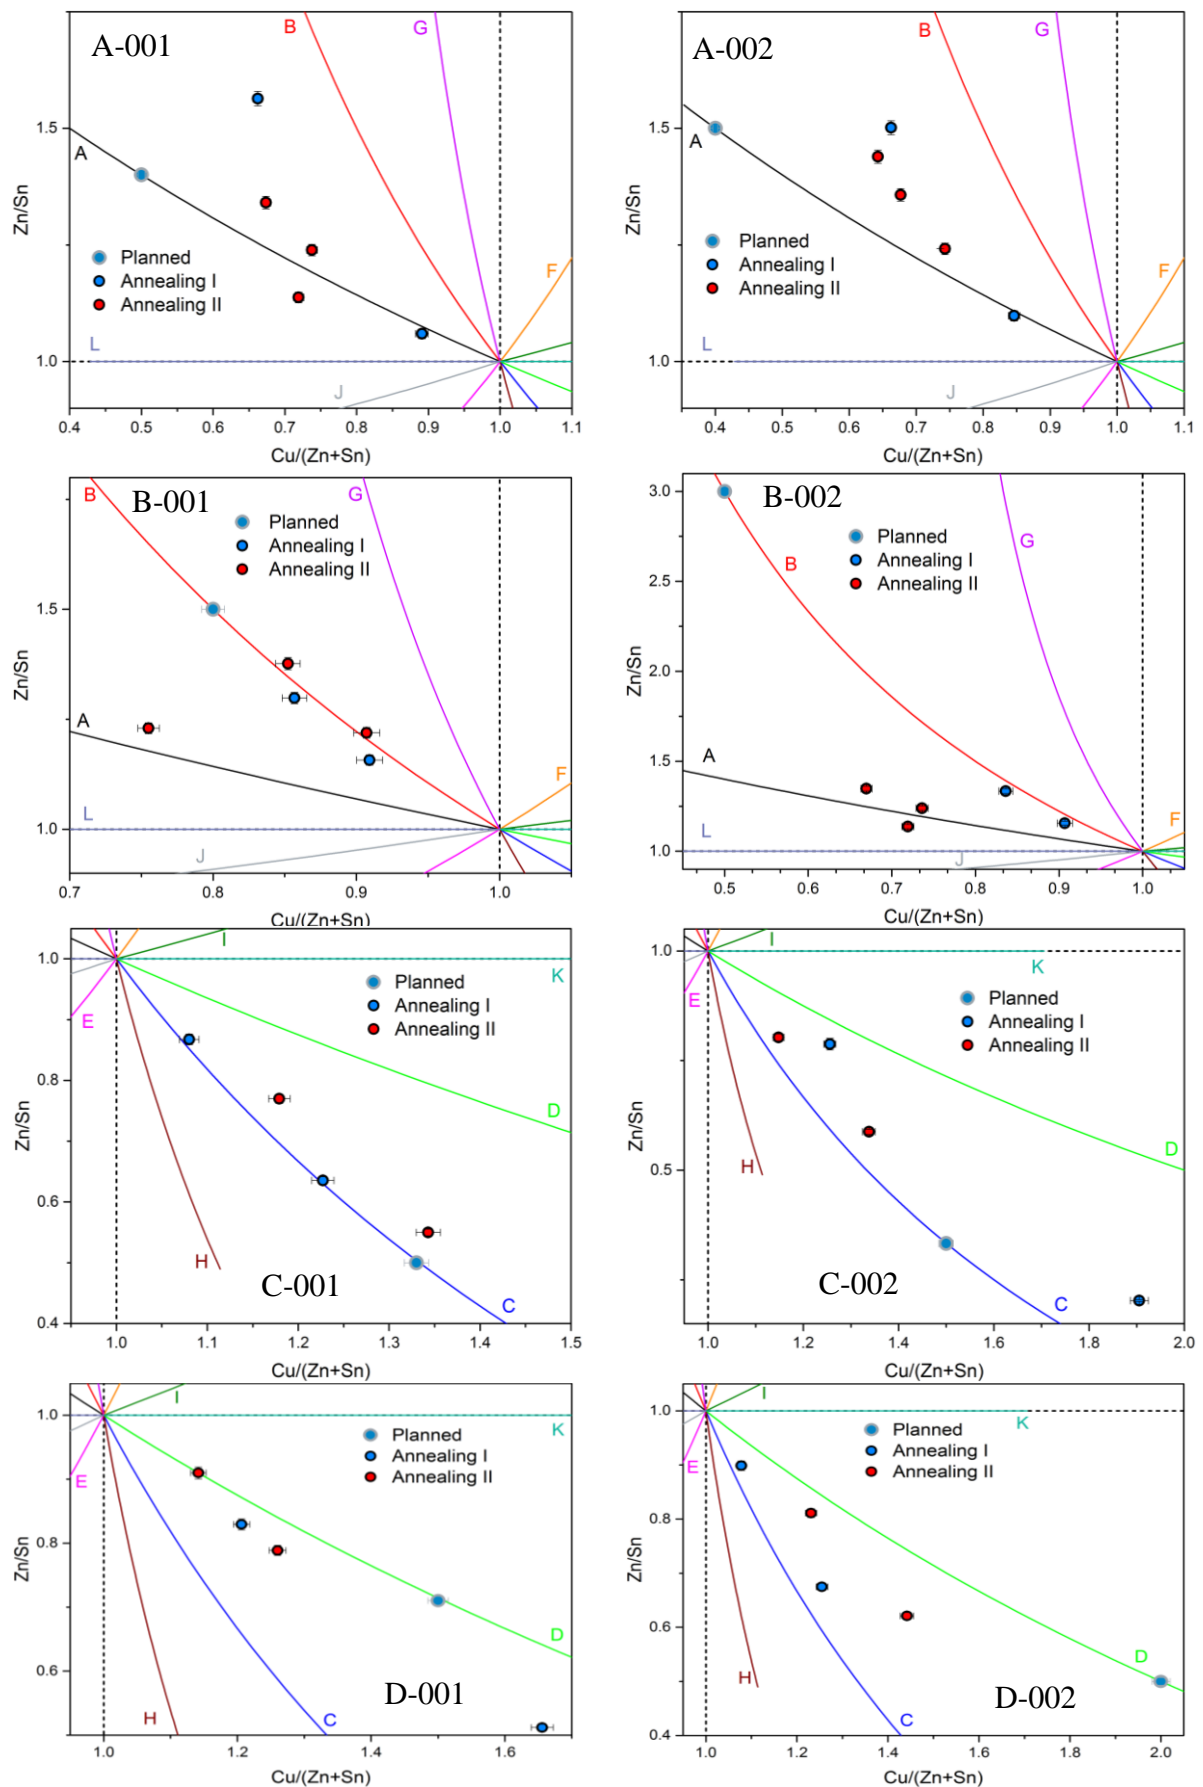 A-001
B
G
A
Planned
Annealing I
Annealing II
F
L
J
Zn/Sn
1.5
1.0
0.4 0.5 0.6 0.7 0.8 0.9 1.0 1.1
Cu/(Zn+Sn)
A-002
B
G
A
Planned
Annealing I
Annealing II
F
L
J
Zn/Sn
1.5
1.0
0.4 0.5 0.6 0.7 0.8 0.9 1.0 1.1
Cu/(Zn+Sn)
B
B-001
G
Planned
Annealing I
Annealing II
A
F
L
J
Zn/Sn
1.5
1.0
0.7 0.8 0.9 1.0
Cu/(Zn+Sn)
B-002
B
G
Planned
Annealing I
Annealing II
A
F
L
J
Zn/Sn
3.0
2.5
2.0
1.5
1.0
0.5 0.6 0.7 0.8 0.9 1.0
Cu/(Zn+Sn)
I
K
Planned
Annealing I
Annealing II
E
D
H
C-001
C
Zn/Sn
1.0
0.8
0.6
0.4
1.0 1.1 1.2 1.3 1.4 1.5
Cu/(Zn+Sn)
I
K
Planned
Annealing I
Annealing II
E
D
H
C-002
C
Zn/Sn
1.0
0.5
1.0 1.2 1.4 1.6 1.8 2.0
Cu/(Zn+Sn)
I
K
Planned
Annealing I
Annealing II
E
D
D-001
H
C
Zn/Sn
1.0
0.8
0.6
1.0 1.2 1.4 1.6
Cu/(Zn+Sn)
I
K
Planned
Annealing I
Annealing II
E
D
H
D-002
C
Zn/Sn
1.0
0.8
0.6
0.4
1.0 1.2 1.4 1.6 1.8 2.0
Cu/(Zn+Sn)